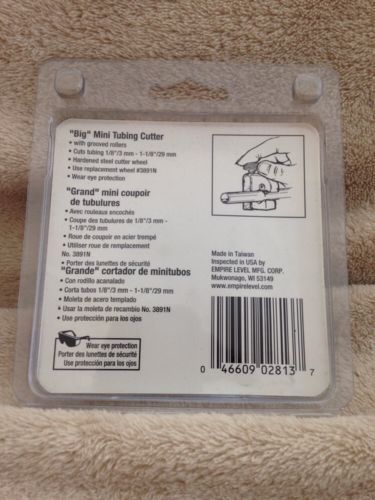 "Big" Mini Tubing Cutter
• with grooved rollers
• Cuts tubing 1/8"/3 mm - 1-1/8"/29 mm
• Hardened steel cutter wheel
• Use replacement wheel #3891N
• Wear eye protection
"Grand" mini coupoir
de tubulures
• Avec rouleaux encochés
• Coupe des tubulures de 1/8"/3 mm -
1-1/8"/29 mm
• Roue de coupoir en acier trempé
• Utiliser roue de remplacement
No. 3891N
• Porter des lunettes de sécurité
"Grande" cortador de minitubos
• Con rodillo acanalado
• Corta tubos 1/8"/3 mm - 1-1/8"/29 mm
• Moleta de acero templado
• Usar la moleta de recambio No. 3891N
• Use protección para los ojos
Wear eye protection
Porter des lunettes de sécurité
Use protección para los ojos
Made in Taiwan
Inspected in USA by
EMPIRE LEVEL MFG. CORP.
Mukwonago, WI 53149
www.empirelevel.com
0 46609 02813 7